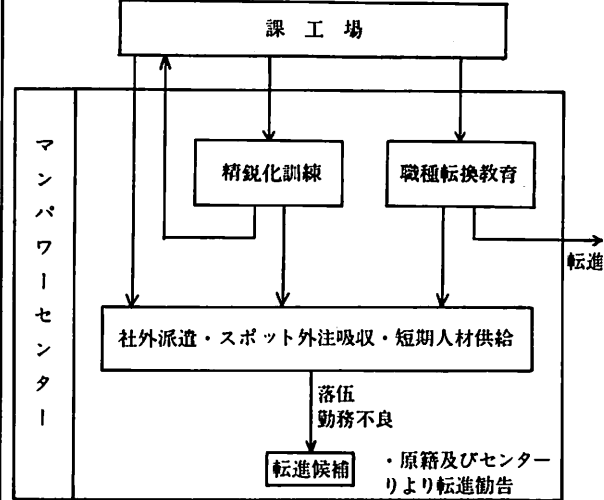 課工場
マンパワーセンター
精鋭化訓練
職種転換教育
転進
社外派遣・スポット外注吸収・短期人材供給
落伍
勤務不良
転進候補
・原籍及びセンター
りより転進勧告